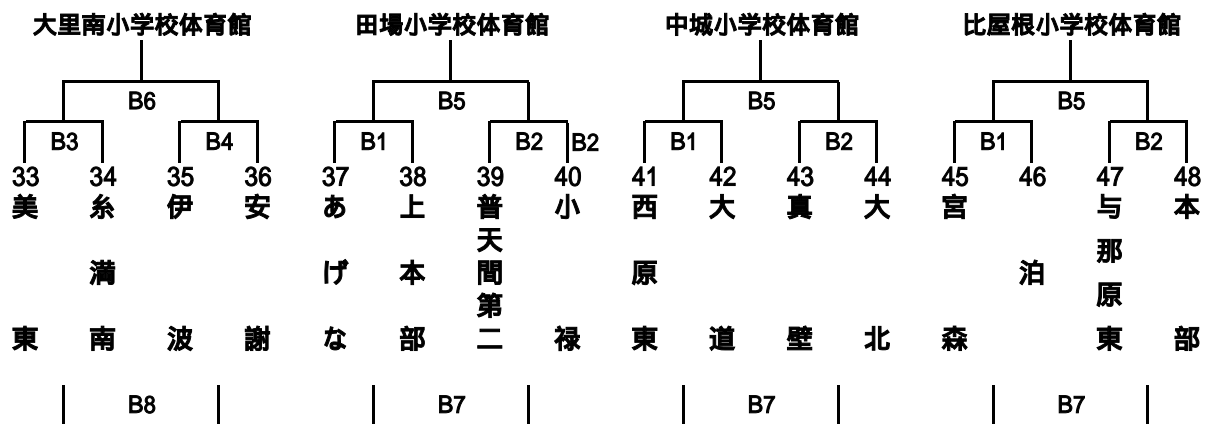 大里南小学校体育館 田場小学校体育館 中城小学校体育館 比屋根小学校体育館
B6 B5 B5 B5
B3 B4 B1 B2 B2 B1 B2 B1 B2
33 34 35 36 37 38 39 40 41 42 43 44 45 46 47 48
美東
糸満南
伊波
安謝
あげな
上本部
普天間第二
小禄
西原東
大道
真壁
大北
宮森
泊
与那原東
本部
B8 B7 B7 B7